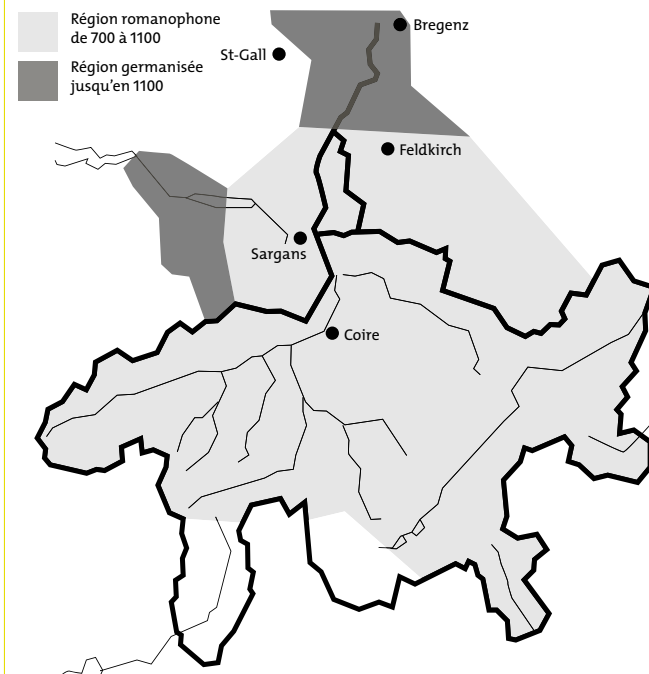 Région romanophone
de 700 à 1100
Région germanisée
jusqu'en 1100
Bregenz
St-Gall
Feldkirch
Sargans
Coire